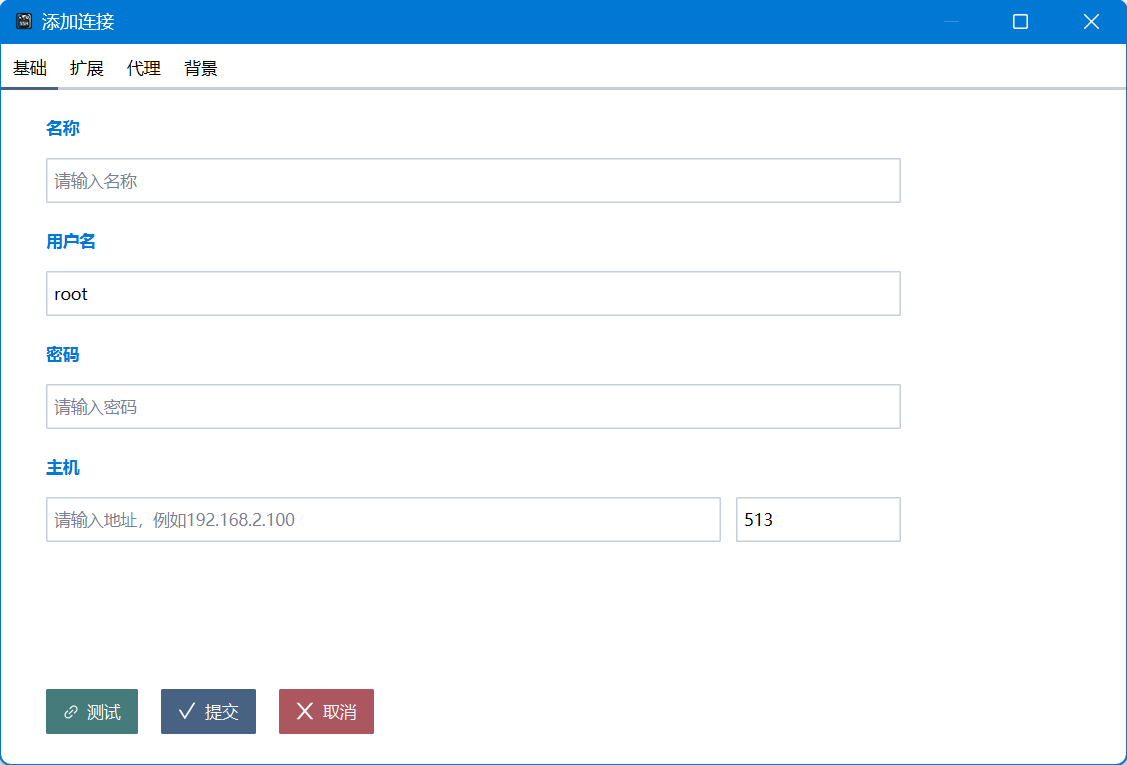 添加连接
基础 扩展 代理 背景
名称
请输入名称
用户名
root
密码
请输入密码
主机
请输入地址，例如192.168.2.100 513
测试 提交 取消